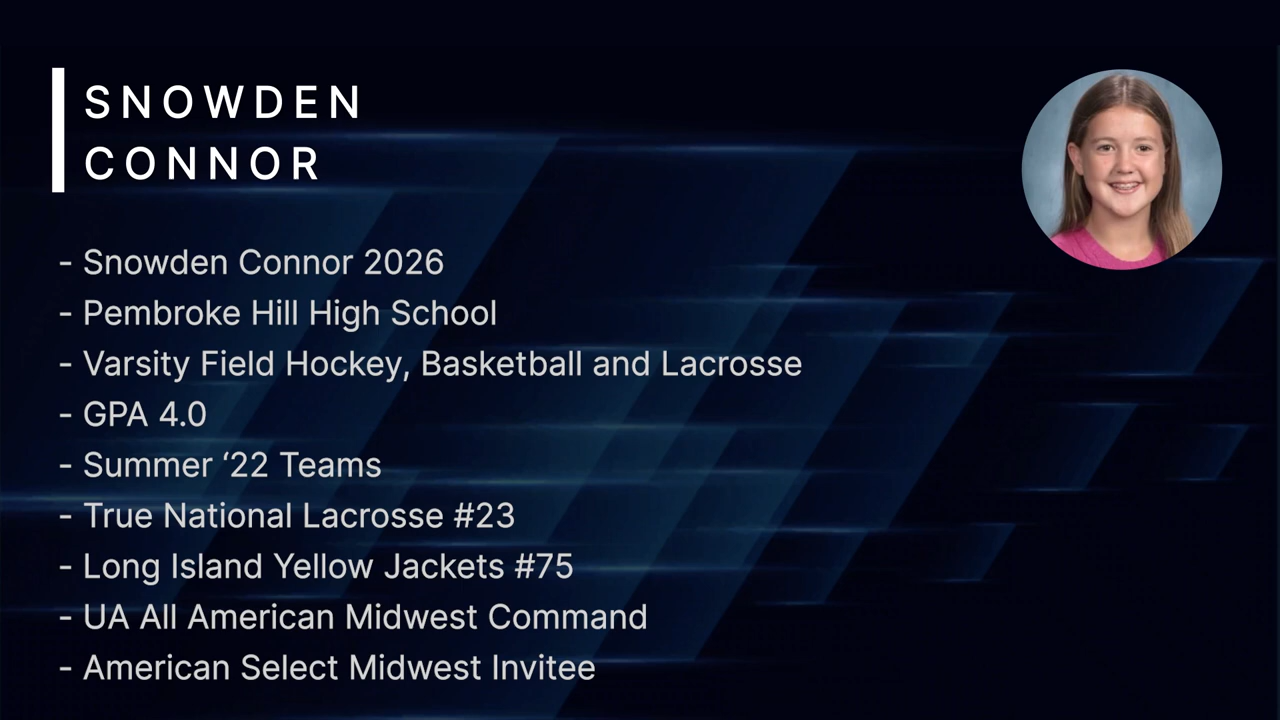 SNOWDEN
CONNOR
- Snowden Connor 2026
- Pembroke Hill High School
- Varsity Field Hockey, Basketball and Lacrosse
- GPA 4.0
- Summer ‘22 Teams
- True National Lacrosse #23
- Long Island Yellow Jackets #75
- UA All American Midwest Command
- American Select Midwest Invitee